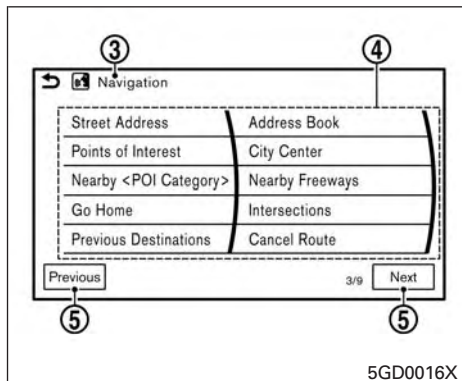 ③ ④
Navigation
Street Address Address Book
Points of Interest City Center
Nearby <POI Category> Nearby Freeways
Go Home Intersections
Previous Destinations Cancel Route
Previous 3/9 Next
⑤ ⑤
5GD0016X